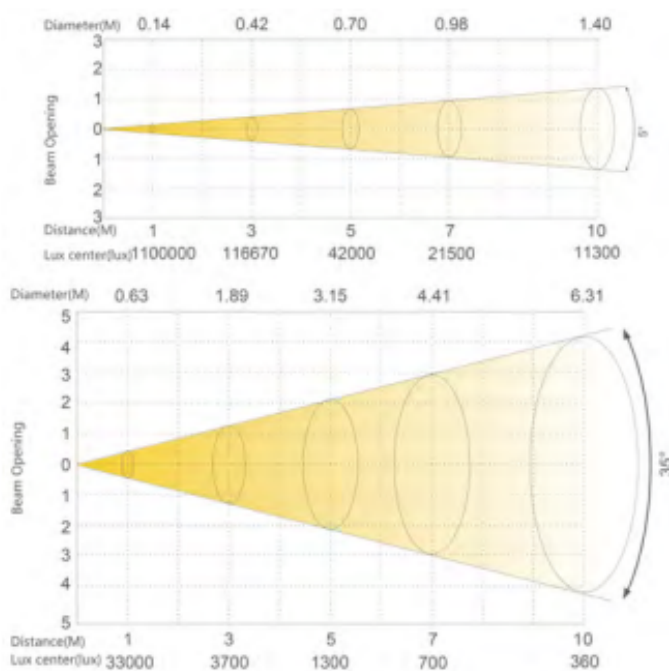 Diameter(M) 0.14 0.42 0.70 0.98 1.40
3
2
1
0
1
2
3
Beam Opening
5°
Distance(M) 1 3 5 7 10
Lux center(lux) 1100000 116670 42000 21500 11300
Diameter(M) 0.63 1.89 3.15 4.41 6.31
5
4
3
2
1
0
1
2
3
4
5
Beam Opening
35°
Distance(M) 1 3 5 7 10
Lux center(lux) 33000 3700 1300 700 360